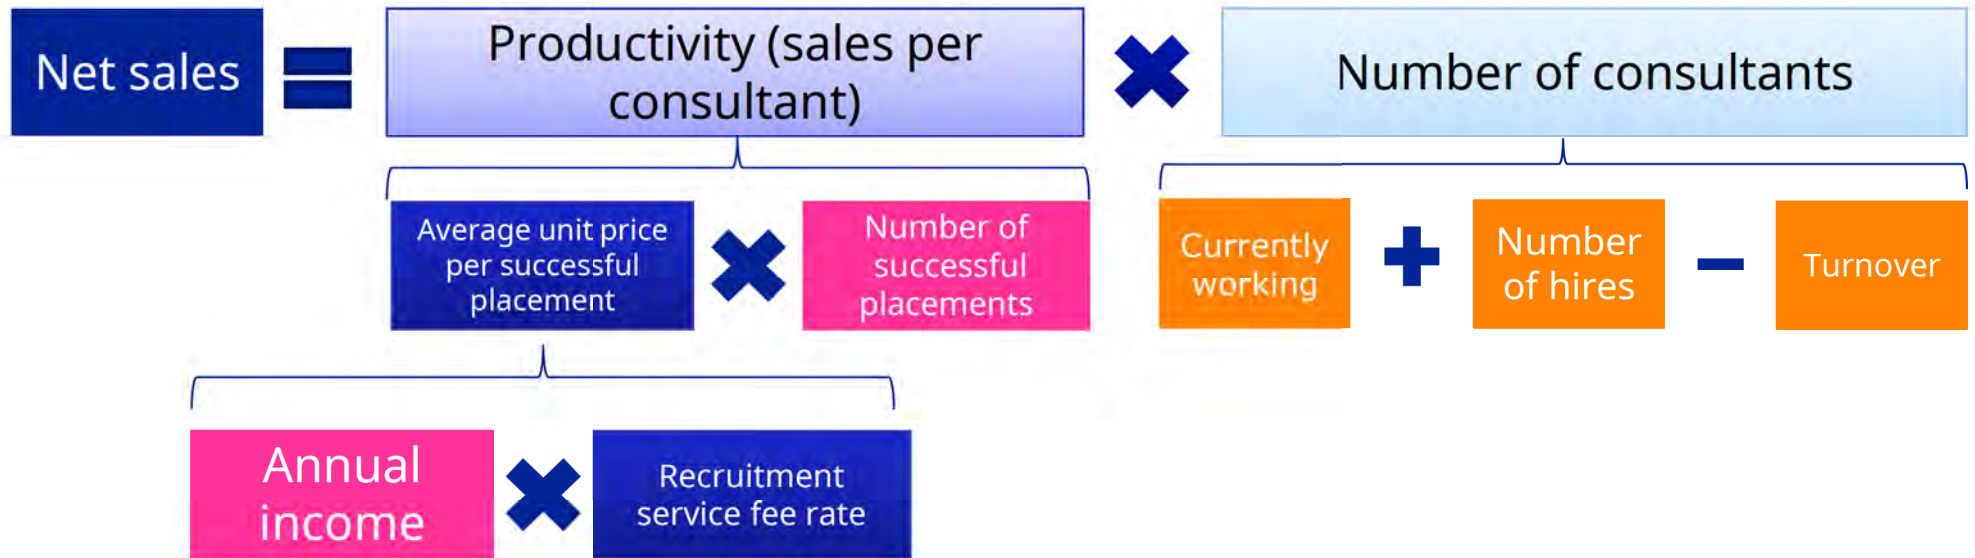 Net sales
Productivity (sales per
consultant)
Number of consultants
Average unit price
per successful
placement
Number of
successful
placements
Currently
working
Number
of hires
Turnover
Annual
income
Recruitment
service fee rate